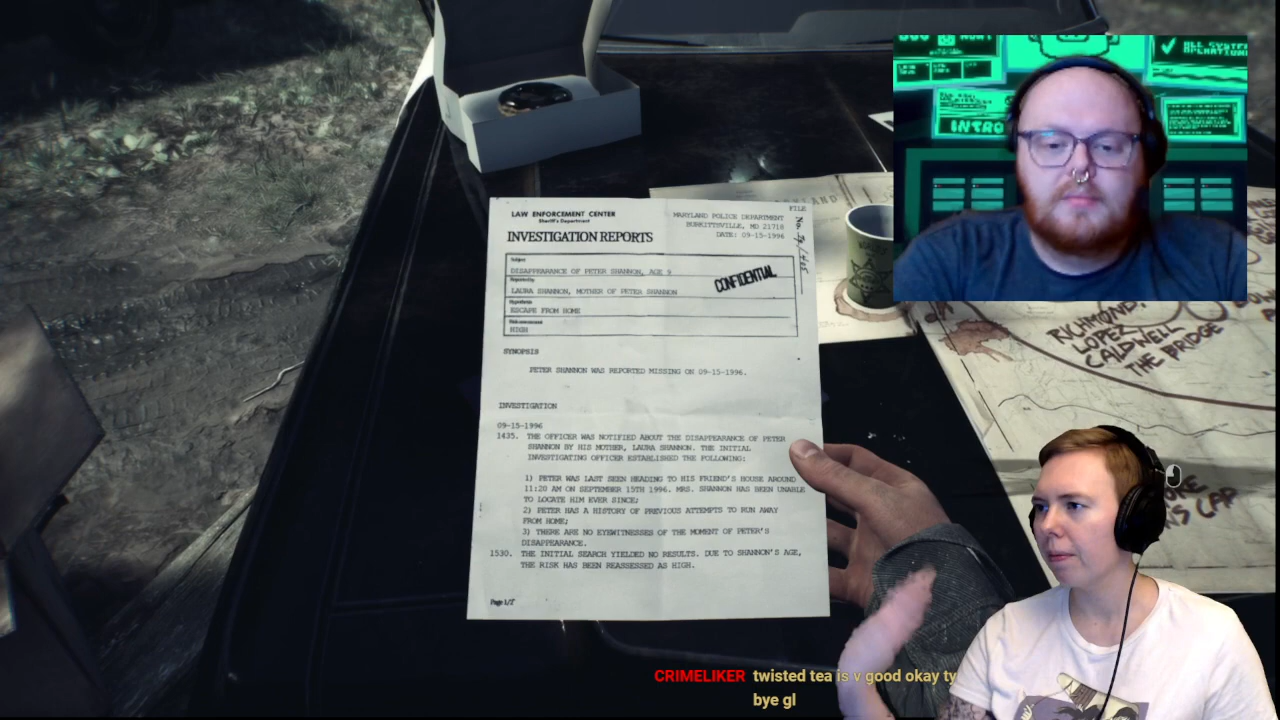 LAW ENFORCEMENT CENTER
Sheriff's Department
INVESTIGATION REPORTS
MARYLAND POLICE DEPARTMENT
BURKITTSVILLE, MD 21718
DATE: 09-15-1996
FILE
No.
Subject
DISAPPEARANCE OF PETER SHANNON, AGE 9
CONFIDENTIAL
LAURA SHANNON, MOTHER OF PETER SHANNON
Hypothesis
ESCAPE FROM HOME
Risk assessment
HIGH
SYNOPSIS
PETER SHANNON WAS REPORTED MISSING ON 09-15-1996.
INVESTIGATION
09-15-1996
1435. THE OFFICER WAS NOTIFIED ABOUT THE DISAPPEARANCE OF PETER
SHANNON BY HIS MOTHER, LAURA SHANNON. THE INITIAL
INVESTIGATING OFFICER ESTABLISHED THE FOLLOWING:
1) PETER WAS LAST SEEN HEADING TO HIS FRIEND'S HOUSE AROUND
11:20 AM ON SEPTEMBER 15TH 1996. MRS. SHANNON HAS BEEN UNABLE
TO LOCATE HIM EVER SINCE;
2) PETER HAS A HISTORY OF PREVIOUS ATTEMPTS TO RUN AWAY
FROM HOME;
3) THERE ARE NO EYEWITNESSES OF THE MOMENT OF PETER'S
DISAPPEARANCE.
1530. THE INITIAL SEARCH YIELDED NO RESULTS. DUE TO SHANNON'S AGE,
THE RISK HAS BEEN REASSESSED AS HIGH.
Page 1/2
RICHMOND,
LOPEZ
CALDWELL
THE BRIDGE
INTRO
CRIMELIKER twisted tea is v good okay ty
bye gl